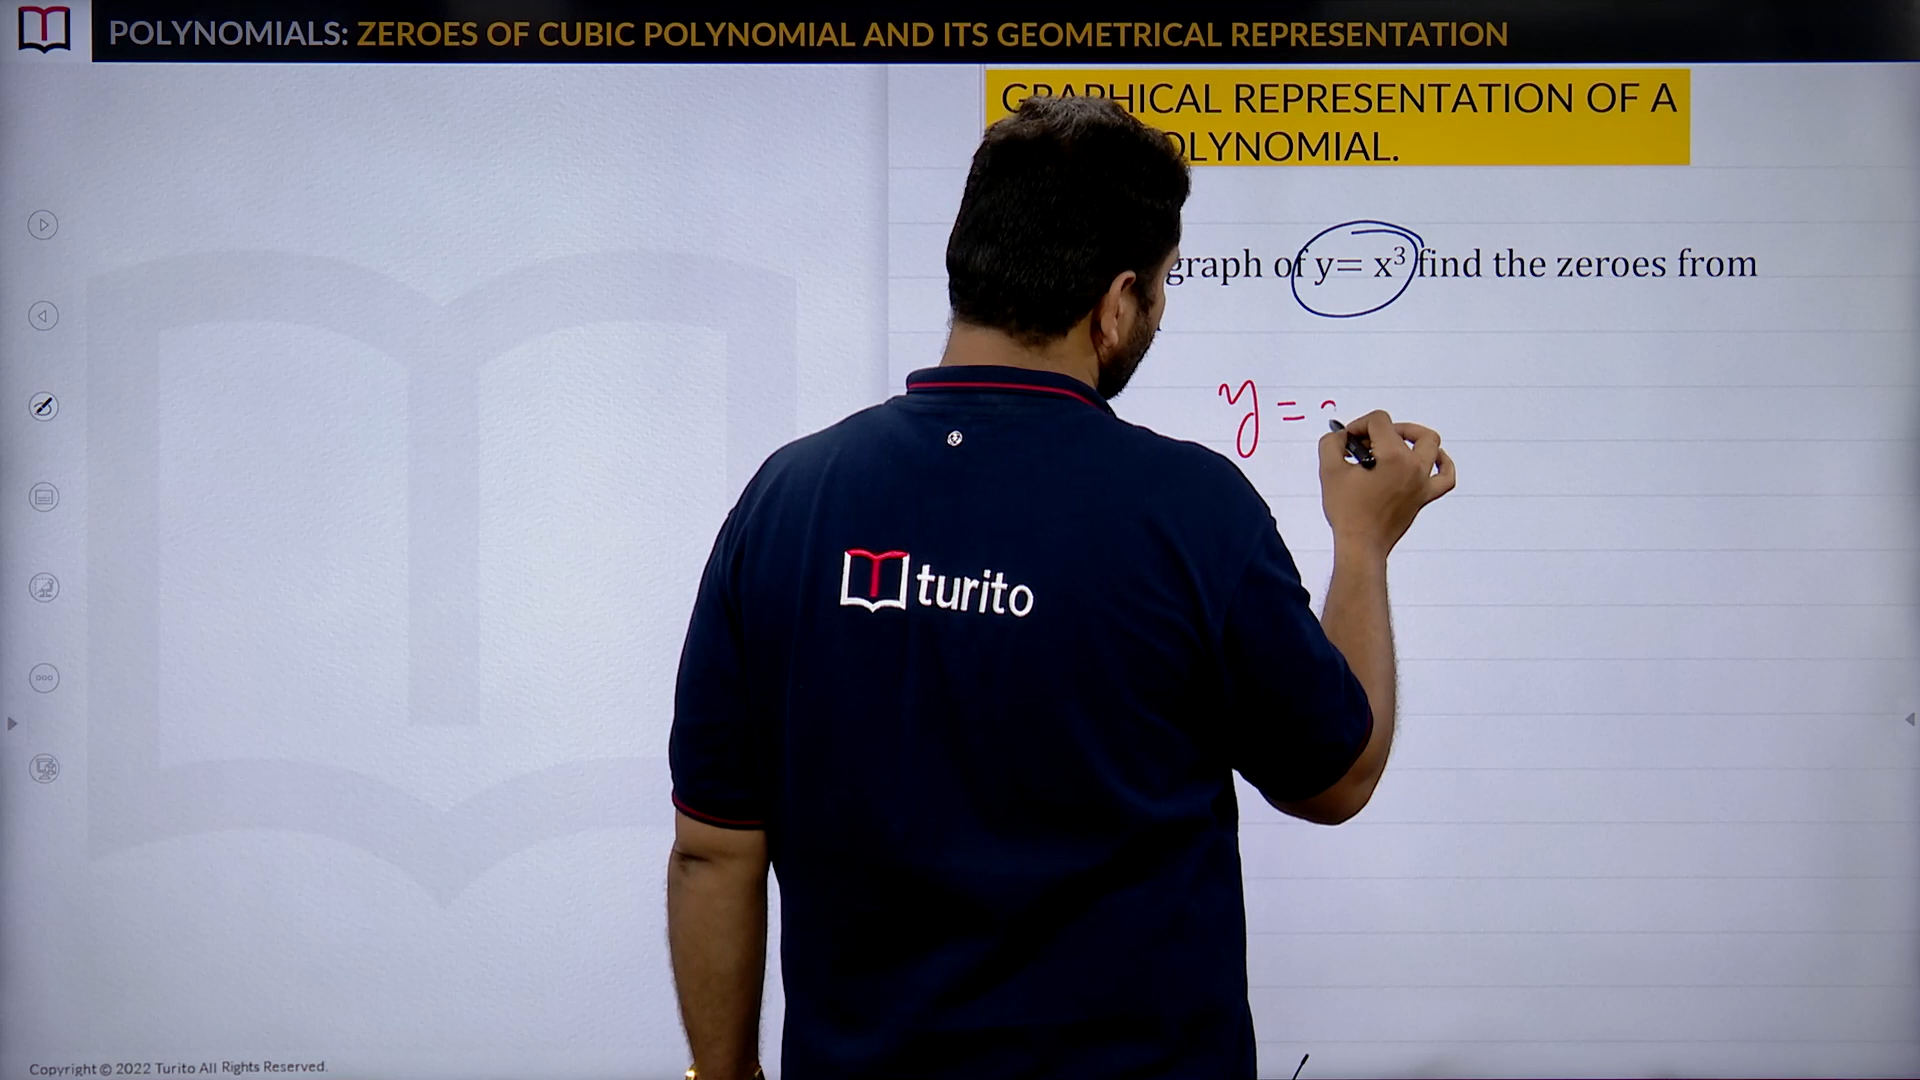 POLYNOMIALS: ZEROES OF CUBIC POLYNOMIAL AND ITS GEOMETRICAL REPRESENTATION
GRAPHICAL REPRESENTATION OF A
OLYNOMIAL.
graph of y= x³ find the zeroes from
y =
turito
Copyright © 2022 Turito All Rights Reserved.